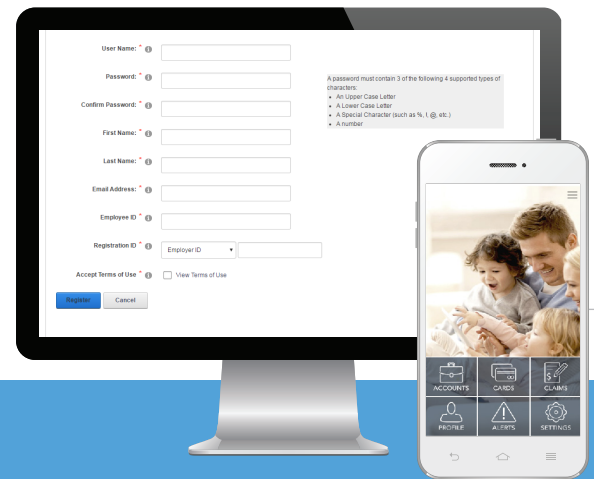 User Name: *
Password: *
Confirm Password: *
First Name: *
Last Name: *
Email Address: *
Employee ID *
Registration ID * Employer ID
Accept Terms of Use * View Terms of Use
Register Cancel
A password must contain 3 of the following 4 supported types of
characters:
• An Upper Case Letter
• A Lower Case Letter
• A Special Character (such as %, !, @, etc.)
• A number
ACCOUNTS CARDS CLAIMS
PROFILE ALERTS SETTINGS